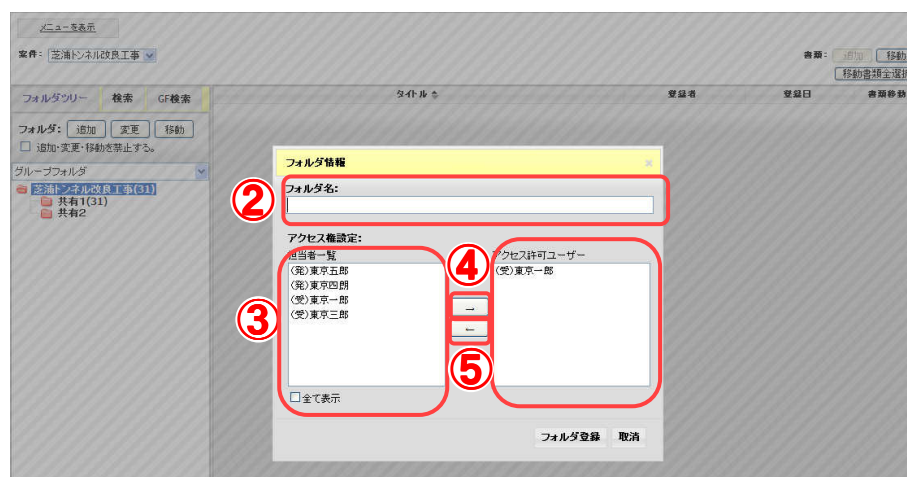 メニューを表示
案件: 芝浦トンネル改良工事
書類: 追加 移動
移動書類全選択
フォルダツリー 検索 GF検索
タイトル 登録者 登録日 書類移動
フォルダ: 追加 変更 移動
追加・変更・移動を禁止する。
グループフォルダ
芝浦トンネル改良工事(31)
共有1(31)
共有2
フォルダ情報 ×
② フォルダ名:
アクセス権設定:
担当者一覧
アクセス許可ユーザー
(発)東京五郎
(発)東京四朗
(受)東京一郎
(受)東京三郎
(受)東京一郎
③
④
→
←
⑤
全て表示
フォルダ登録 取消